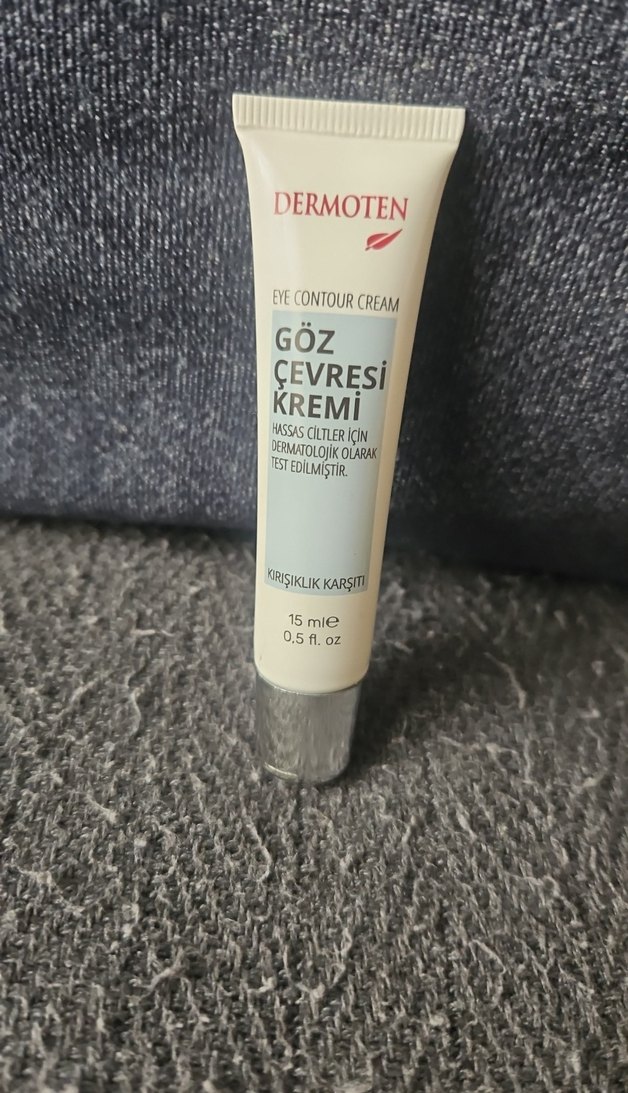 DERMOTEN
EYE CONTOUR CREAM
GÖZ
ÇEVRESİ
KREMİ
HASSAS CİLTLER İÇİN
DERMATOLOJİK OLARAK
TEST EDİLMİŞTİR.
KIRIŞIKLIK KARŞITI
15 ml℮
0,5 fl. oz